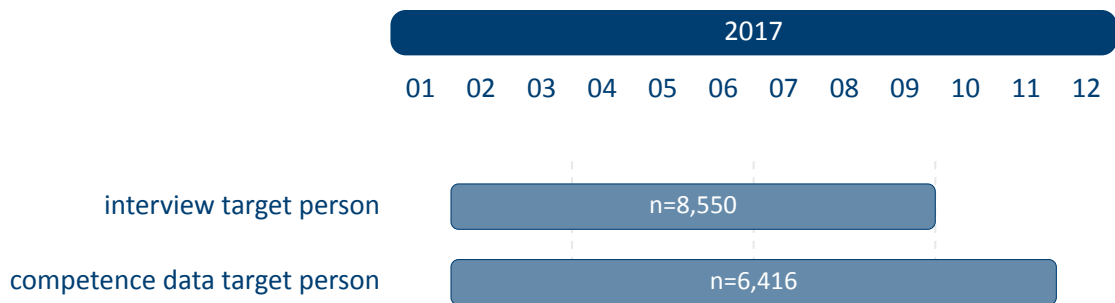 2017
01 02 03 04 05 06 07 08 09 10 11 12
interview target person n=8,550
competence data target person n=6,416